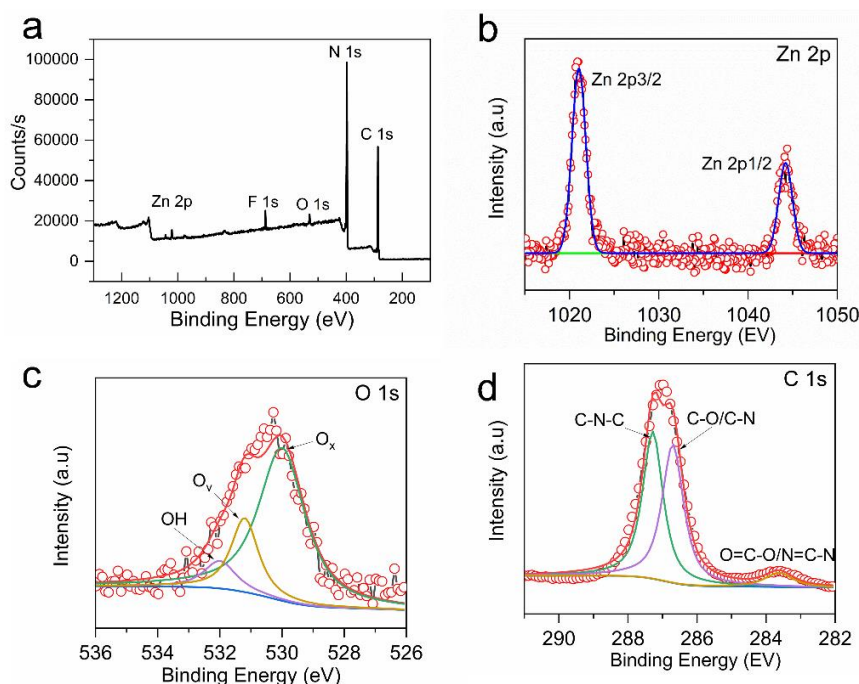 a
N 1s
C 1s
Zn 2p
F 1s
O 1s
100000
80000
60000
40000
20000
0
Counts/s
1200 1000 800 600 400 200
Binding Energy (eV)
b
Zn 2p
Zn 2p3/2
Zn 2p1/2
Intensity (a.u)
1020 1030 1040 1050
Binding Energy (EV)
c
O 1s
Ox
Ov
OH
Intensity (a.u)
536 534 532 530 528 526
Binding Energy (eV)
d
C 1s
C-N-C
C-O/C-N
O=C-O/N=C-N
Intensity (a.u)
290 288 286 284 282
Binding Energy (EV)